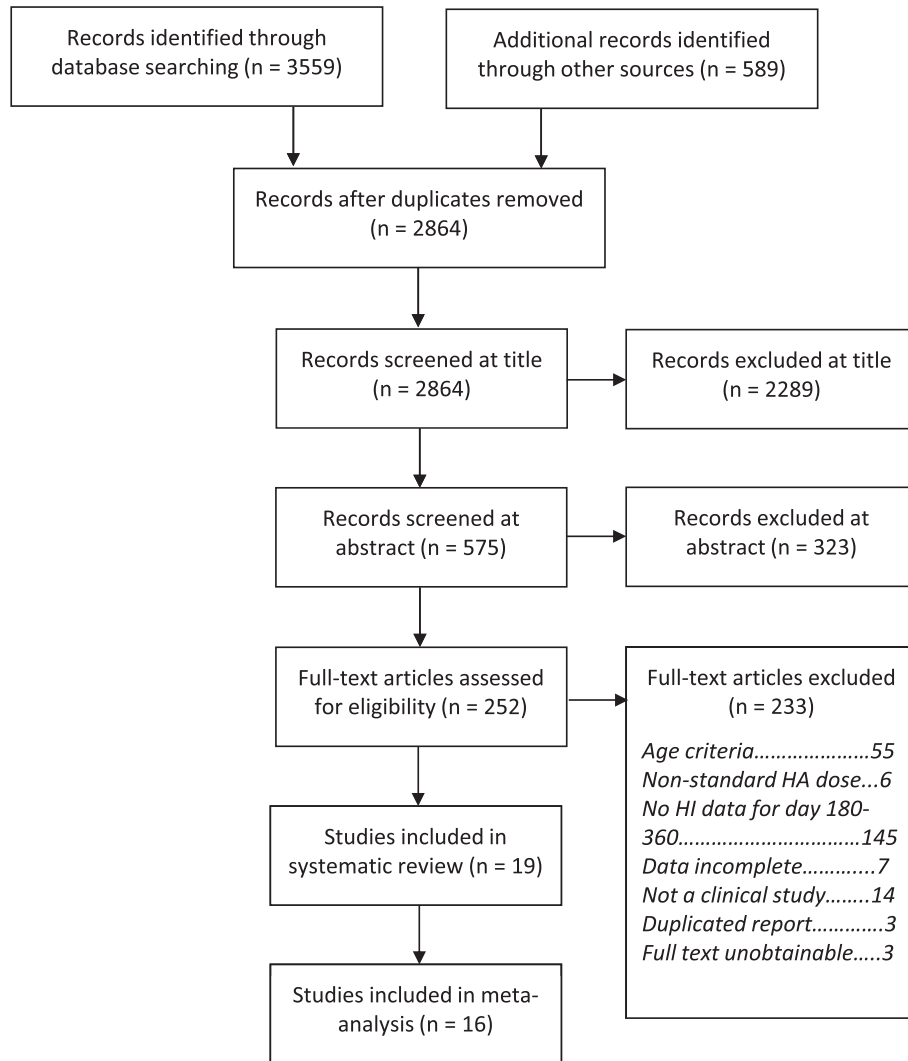 Records identified through
database searching (n = 3559)
Additional records identified
through other sources (n = 589)
Records after duplicates removed
(n = 2864)
Records screened at title
(n = 2864)
Records excluded at title
(n = 2289)
Records screened at
abstract (n = 575)
Records excluded at
abstract (n = 323)
Full-text articles assessed
for eligibility (n = 252)
Full-text articles excluded
(n = 233)
Age criteria.....................55
Non-standard HA dose...6
No HI data for day 180-
360..............................145
Data incomplete.............7
Not a clinical study........14
Duplicated report............3
Full text unobtainable.....3
Studies included in
systematic review (n = 19)
Studies included in meta-
analysis (n = 16)